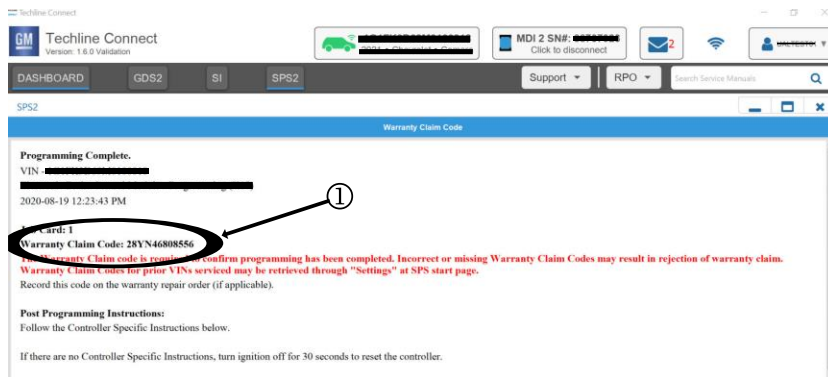 Techline Connect
GM
Techline Connect
Version: 1.6.0 Validation
MDI 2 SN#:
Click to disconnect
2
DASHBOARD GDS2 SI SPS2 Support RPO Search Service Manuals
SPS2
Warranty Claim Code
Programming Complete.
VIN -
2020-08-19 12:23:43 PM
①
Card: 1
Warranty Claim Code: 28YN46808556
Warranty Claim code is required to confirm programming has been completed. Incorrect or missing Warranty Claim Codes may result in rejection of warranty claim.
Warranty Claim Codes for prior VINs serviced may be retrieved through "Settings" at SPS start page.
Record this code on the warranty repair order (if applicable).
Post Programming Instructions:
Follow the Controller Specific Instructions below.
If there are no Controller Specific Instructions, turn ignition off for 30 seconds to reset the controller.